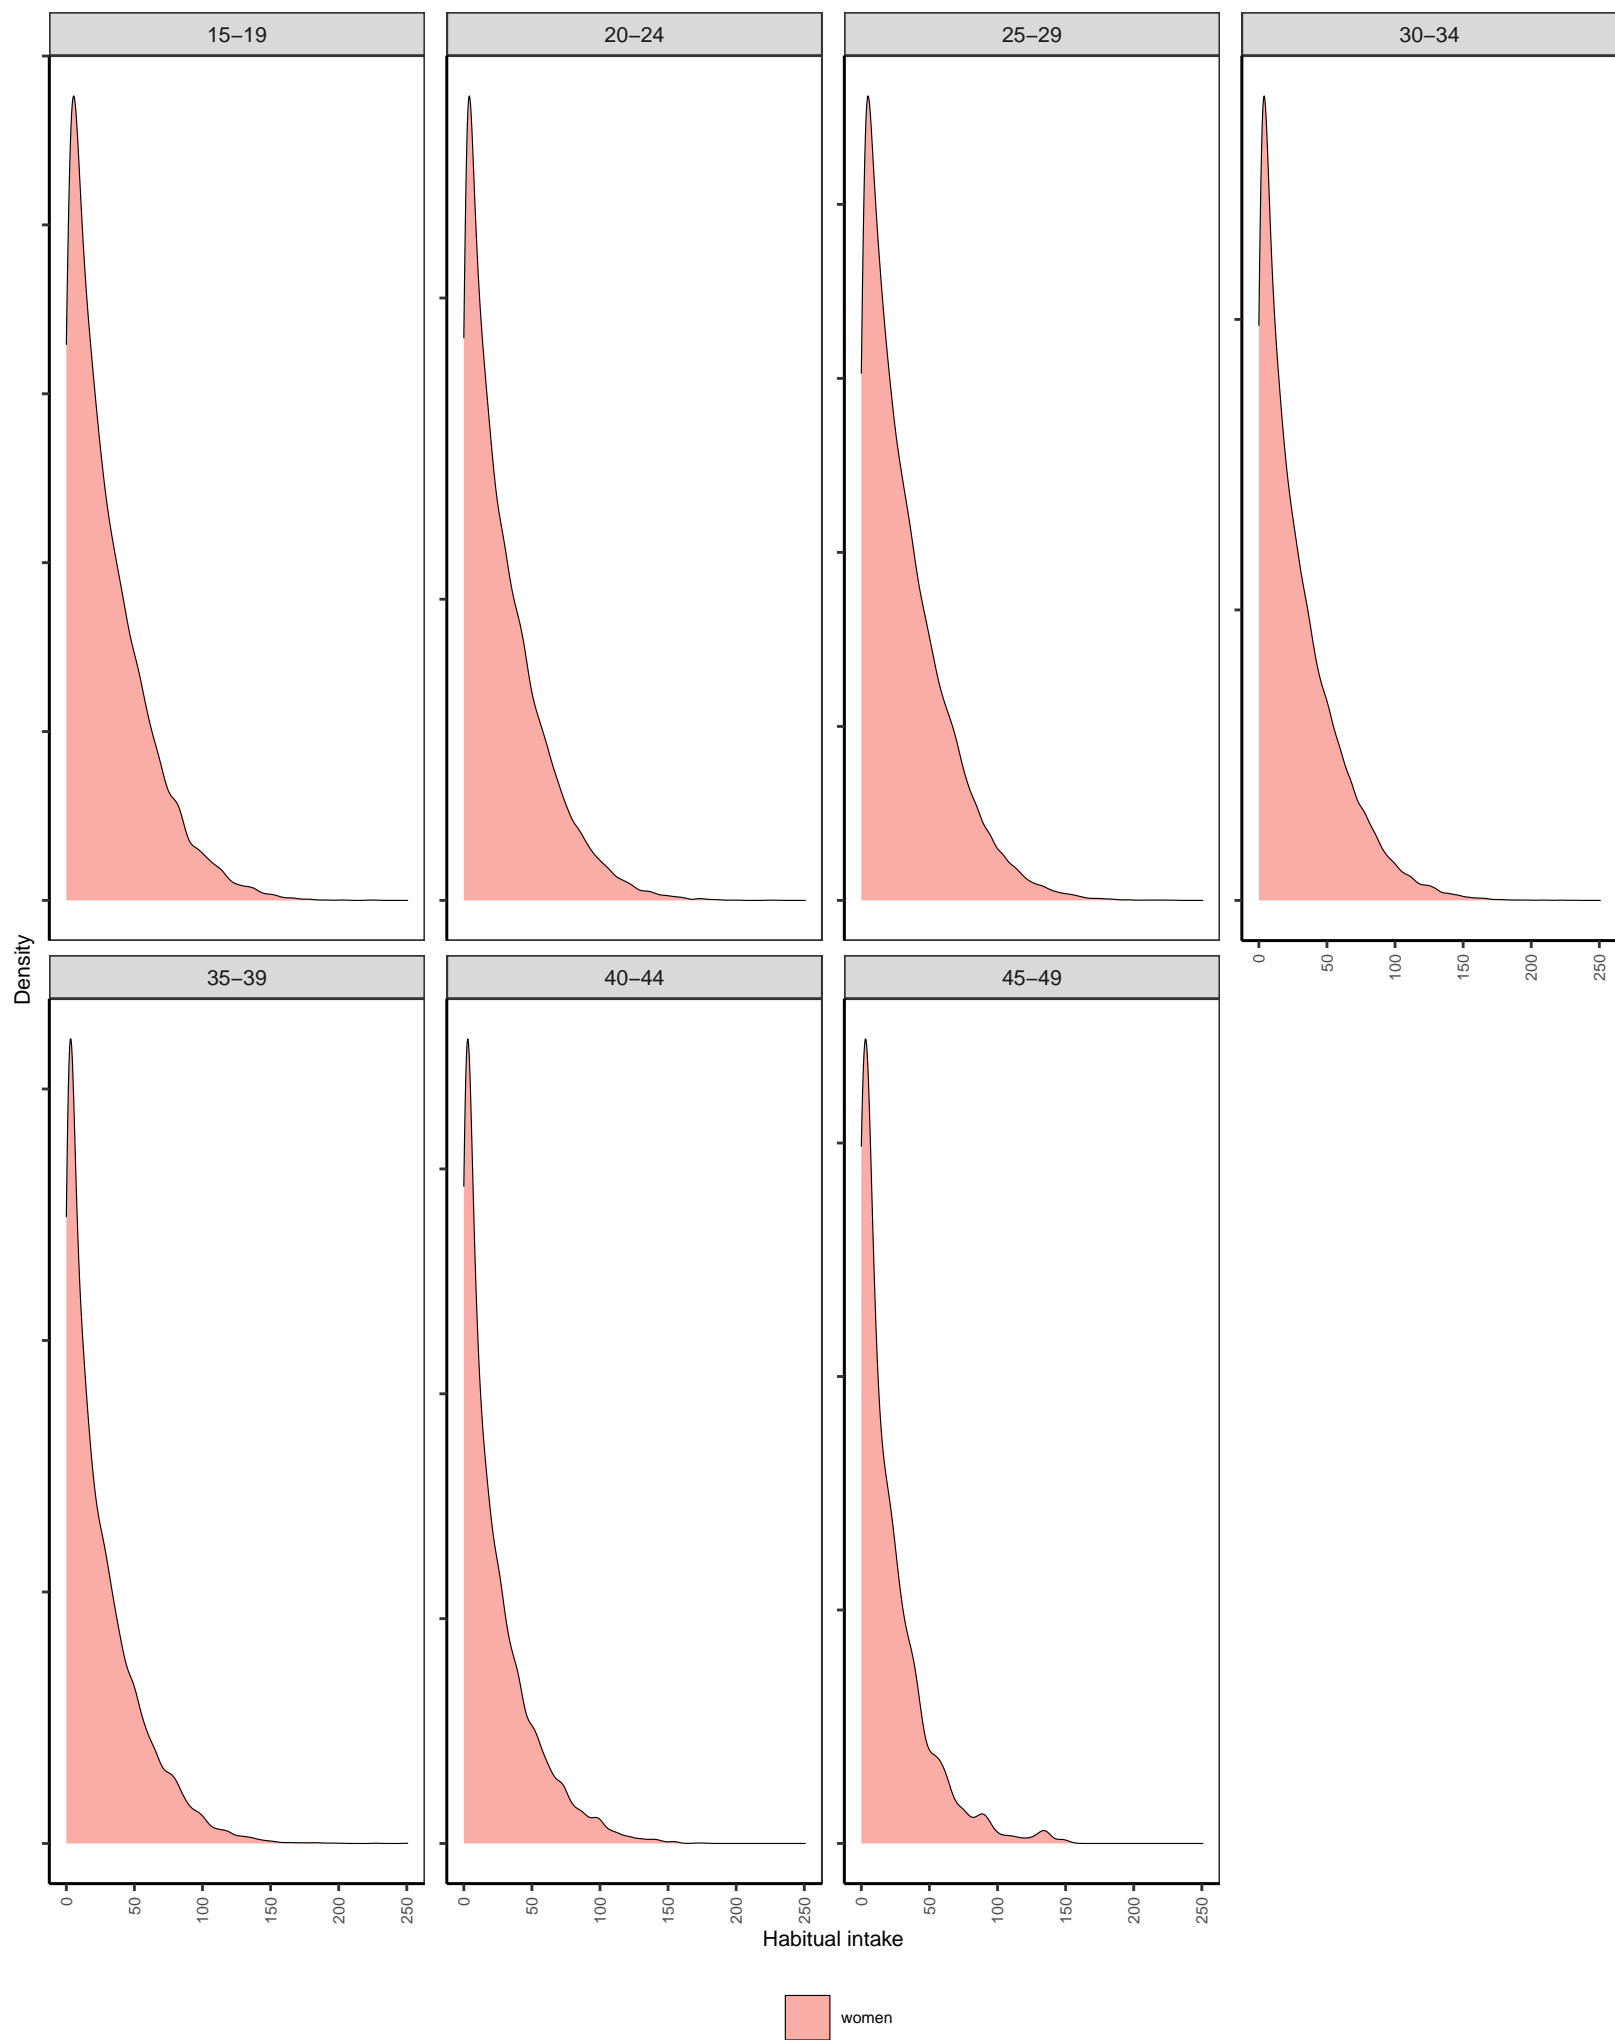 15–19 20–24 25–29 30–34
0 50 100 150 200 250
Density
35–39 40–44 45–49
0 50 100 150 200 250 0 50 100 150 200 250 0 50 100 150 200 250
Habitual intake
women